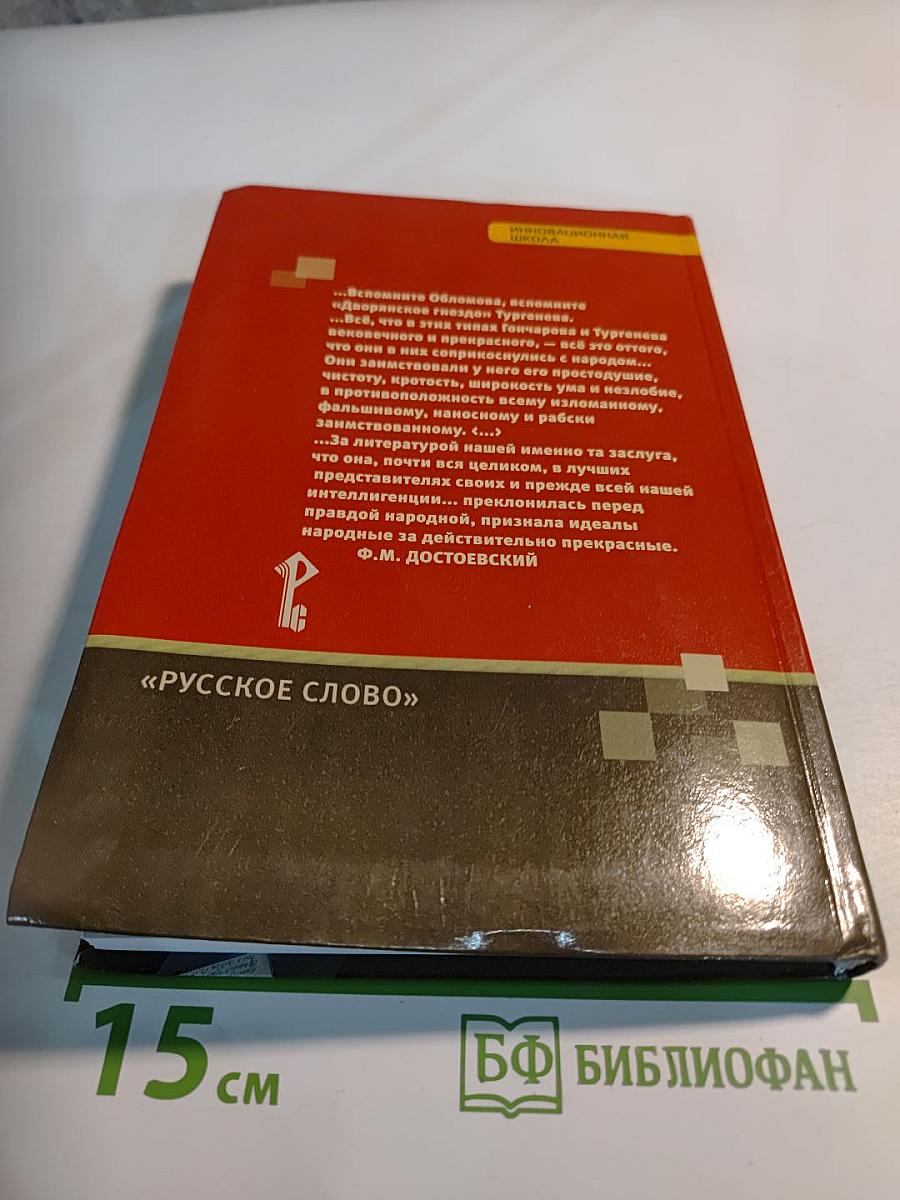 ИННОВАЦИОННАЯ
ШКОЛА
...Вспомните Обломова, вспомните
«Дворянское гнездо» Тургенева.
...Всё, что в этих типах Гончарова и Тургенева
вековечного и прекрасного, — всё это оттого,
что они в них соприкоснулись с народом...
Они заимствовали у него его простодушие,
чистоту, кротость, широкость ума и незлобие,
в противоположность всему изломанному,
фальшивому, наносному и рабски
заимствованному. <...>
...За литературой нашей именно та заслуга,
что она, почти вся целиком, в лучших
представителях своих и прежде всей нашей
интеллигенции... преклонилась перед
правдой народной, признала идеалы
народные за действительно прекрасные.
Ф.М. ДОСТОЕВСКИЙ
РС
«РУССКОЕ СЛОВО»
15 см
БФ БИБЛИОФАН